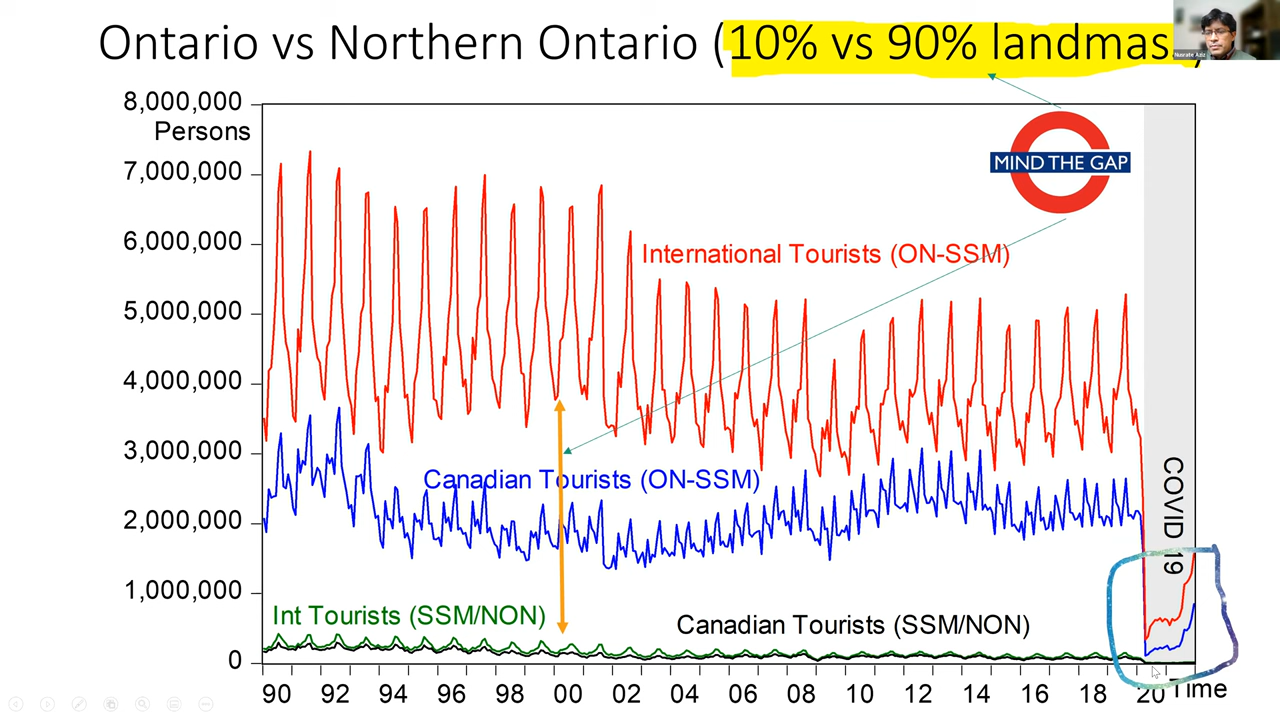 Ontario vs Northern Ontario (10% vs 90% landmass)
8,000,000
Persons
7,000,000
6,000,000
5,000,000
4,000,000
3,000,000
2,000,000
1,000,000
0
MIND THE GAP
International Tourists (ON-SSM)
Canadian Tourists (ON-SSM)
Int Tourists (SSM/NON)
Canadian Tourists (SSM/NON)
COVID 19
90 92 94 96 98 00 02 04 06 08 10 12 14 16 18 20
Time